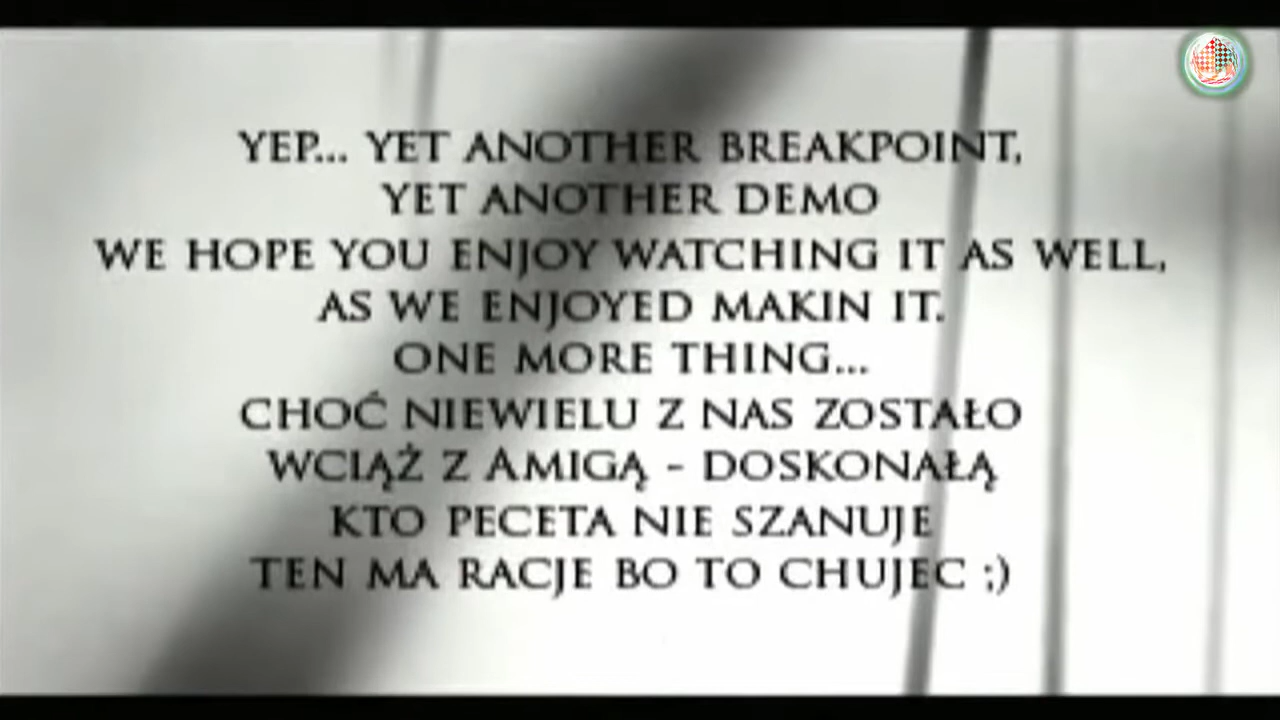 YEP... YET ANOTHER BREAKPOINT,
YET ANOTHER DEMO
WE HOPE YOU ENJOY WATCHING IT AS WELL,
AS WE ENJOYED MAKIN IT.
ONE MORE THING...
CHOĆ NIEWIELU Z NAS ZOSTAŁO
WCIĄŻ Z AMIGĄ - DOSKONAŁĄ
KTO PECETA NIE SZANUJE
TEN MA RACJE BO TO CHUJEC ;)